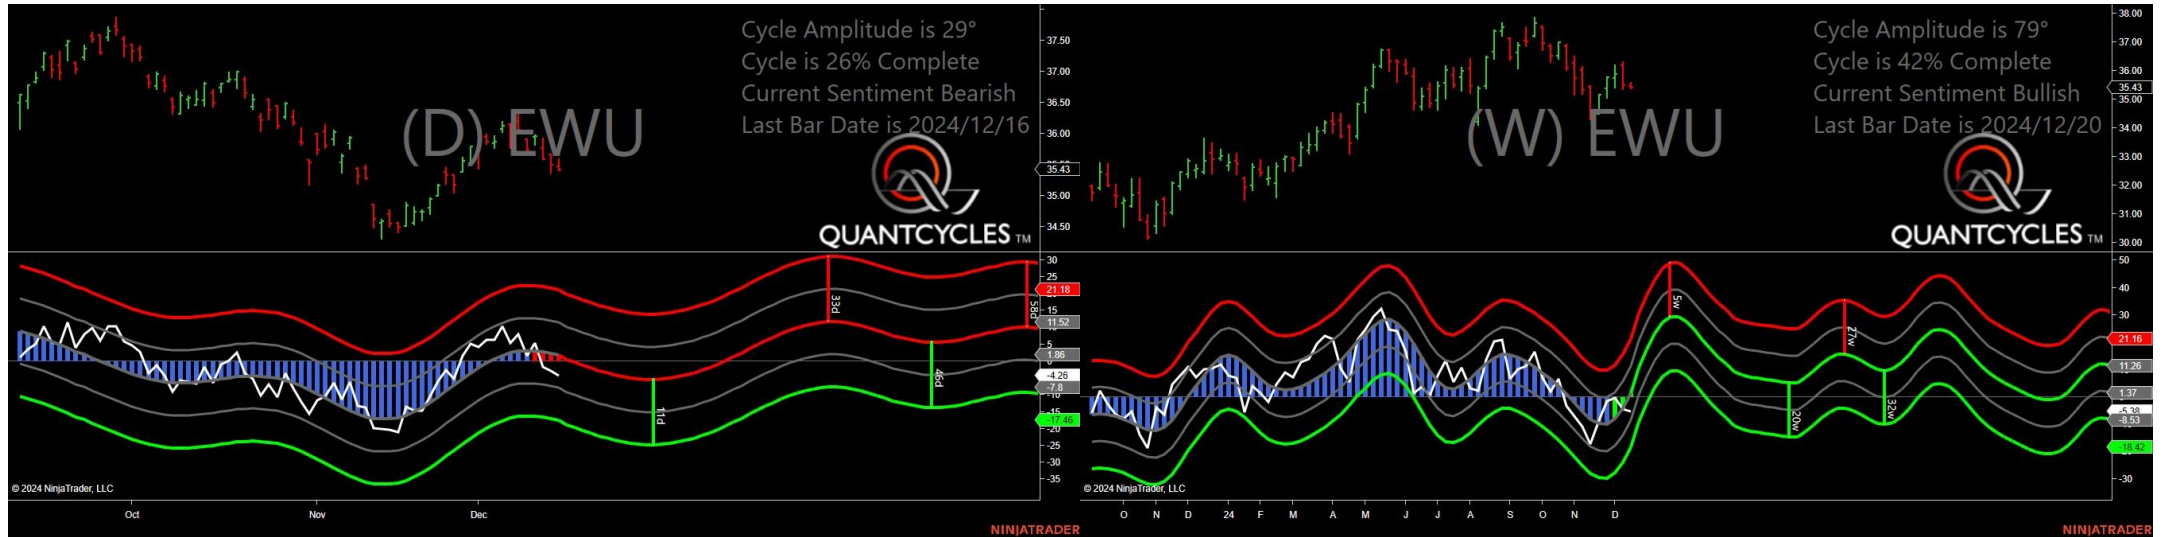 Cycle Amplitude is 29°
Cycle is 26% Complete
Current Sentiment Bearish
Last Bar Date is 2024/12/16
(D) EWU
QUANTCYCLES TM
37.50
37.00
36.50
36.00
35.43
35.00
34.50
30
25
21.18
15
11.52
5
1.86
-4.26
-7.8
-15
-17.46
-20
-25
-30
-35
11d
33d
46d
58d
© 2024 NinjaTrader, LLC
Oct
Nov
Dec
NINJATRADER
Cycle Amplitude is 79°
Cycle is 42% Complete
Current Sentiment Bullish
Last Bar Date is 2024/12/20
(W) EWU
QUANTCYCLES TM
38.00
37.00
36.00
35.43
35.00
34.00
33.00
32.00
31.00
30.00
50
40
30
21.16
11.26
1.37
-5.38
-8.53
-18.42
-30
5w
20w
27w
32w
© 2024 NinjaTrader, LLC
O N D 24 F M A M J J A S O N D
NINJATRADER